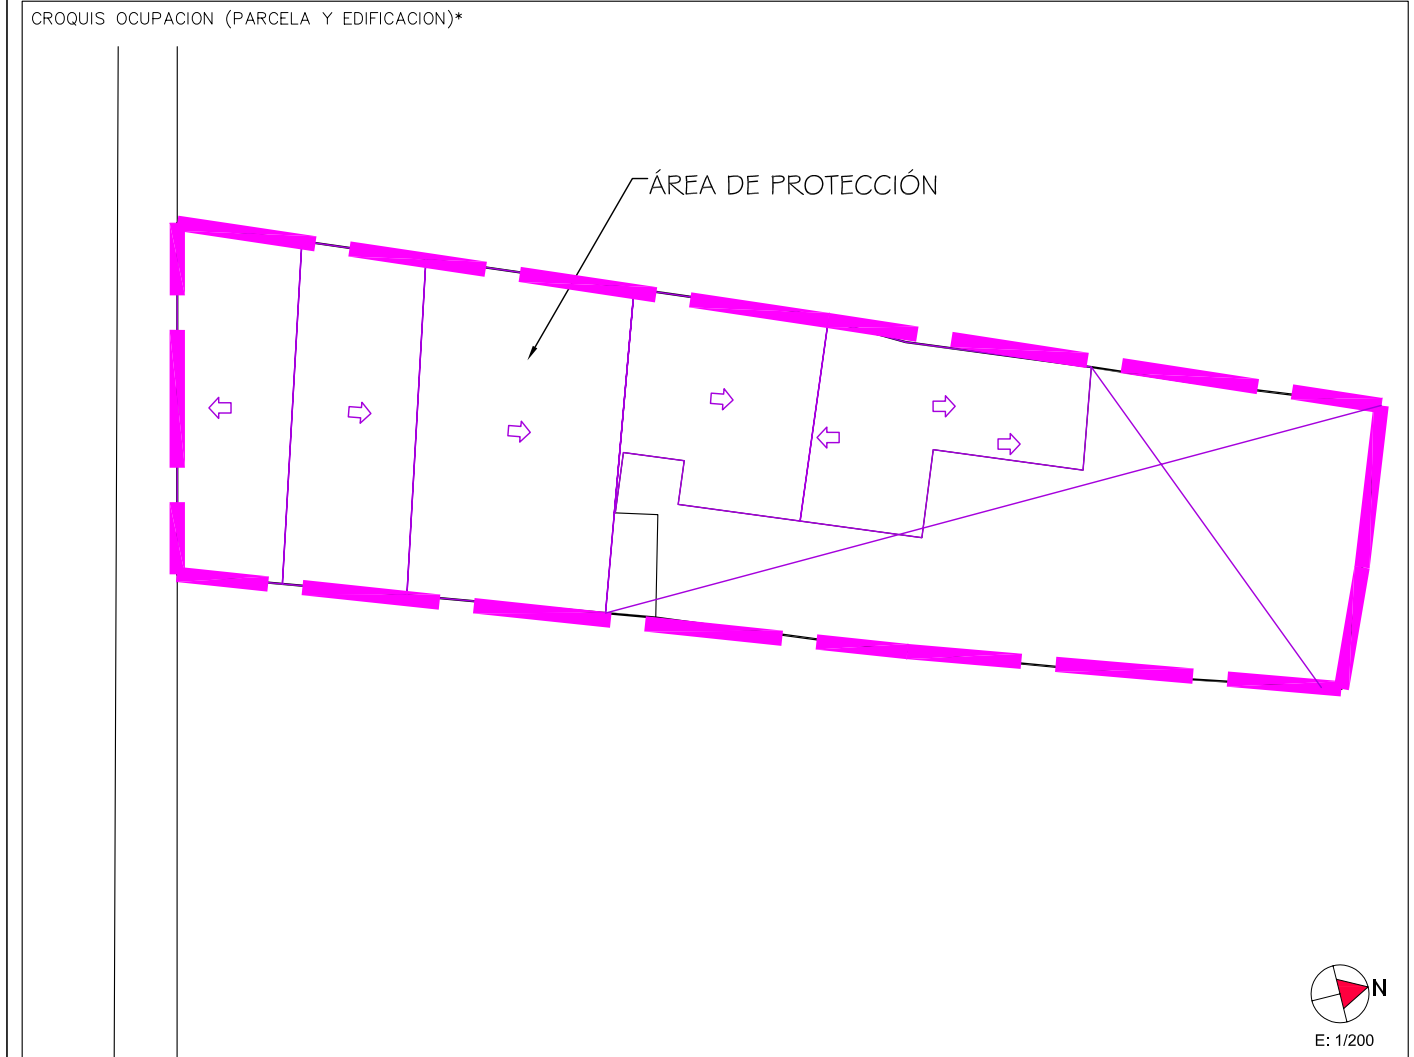 CROQUIS OCUPACION (PARCELA Y EDIFICACION)*
ÁREA DE PROTECCIÓN
N
E: 1/200